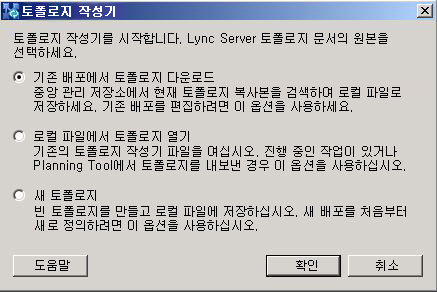 토폴로지 작성기
토폴로지 작성기를 시작합니다. Lync Server 토폴로지 문서의 원본을
선택하세요.
기존 배포에서 토폴로지 다운로드
중앙 관리 저장소에서 현재 토폴로지 복사본을 검색하여 로컬 파일로
저장하세요. 기존 배포를 편집하려면 이 옵션을 사용하세요.
로컬 파일에서 토폴로지 열기
기존의 토폴로지 작성기 파일을 여십시오. 진행 중인 작업이 있거나
Planning Tool에서 토폴로지를 내보낸 경우 이 옵션을 사용하십시오.
새 토폴로지
빈 토폴로지를 만들고 로컬 파일에 저장하십시오. 새 배포를 처음부터
새로 정의하려면 이 옵션을 사용하십시오.
도움말 확인 취소